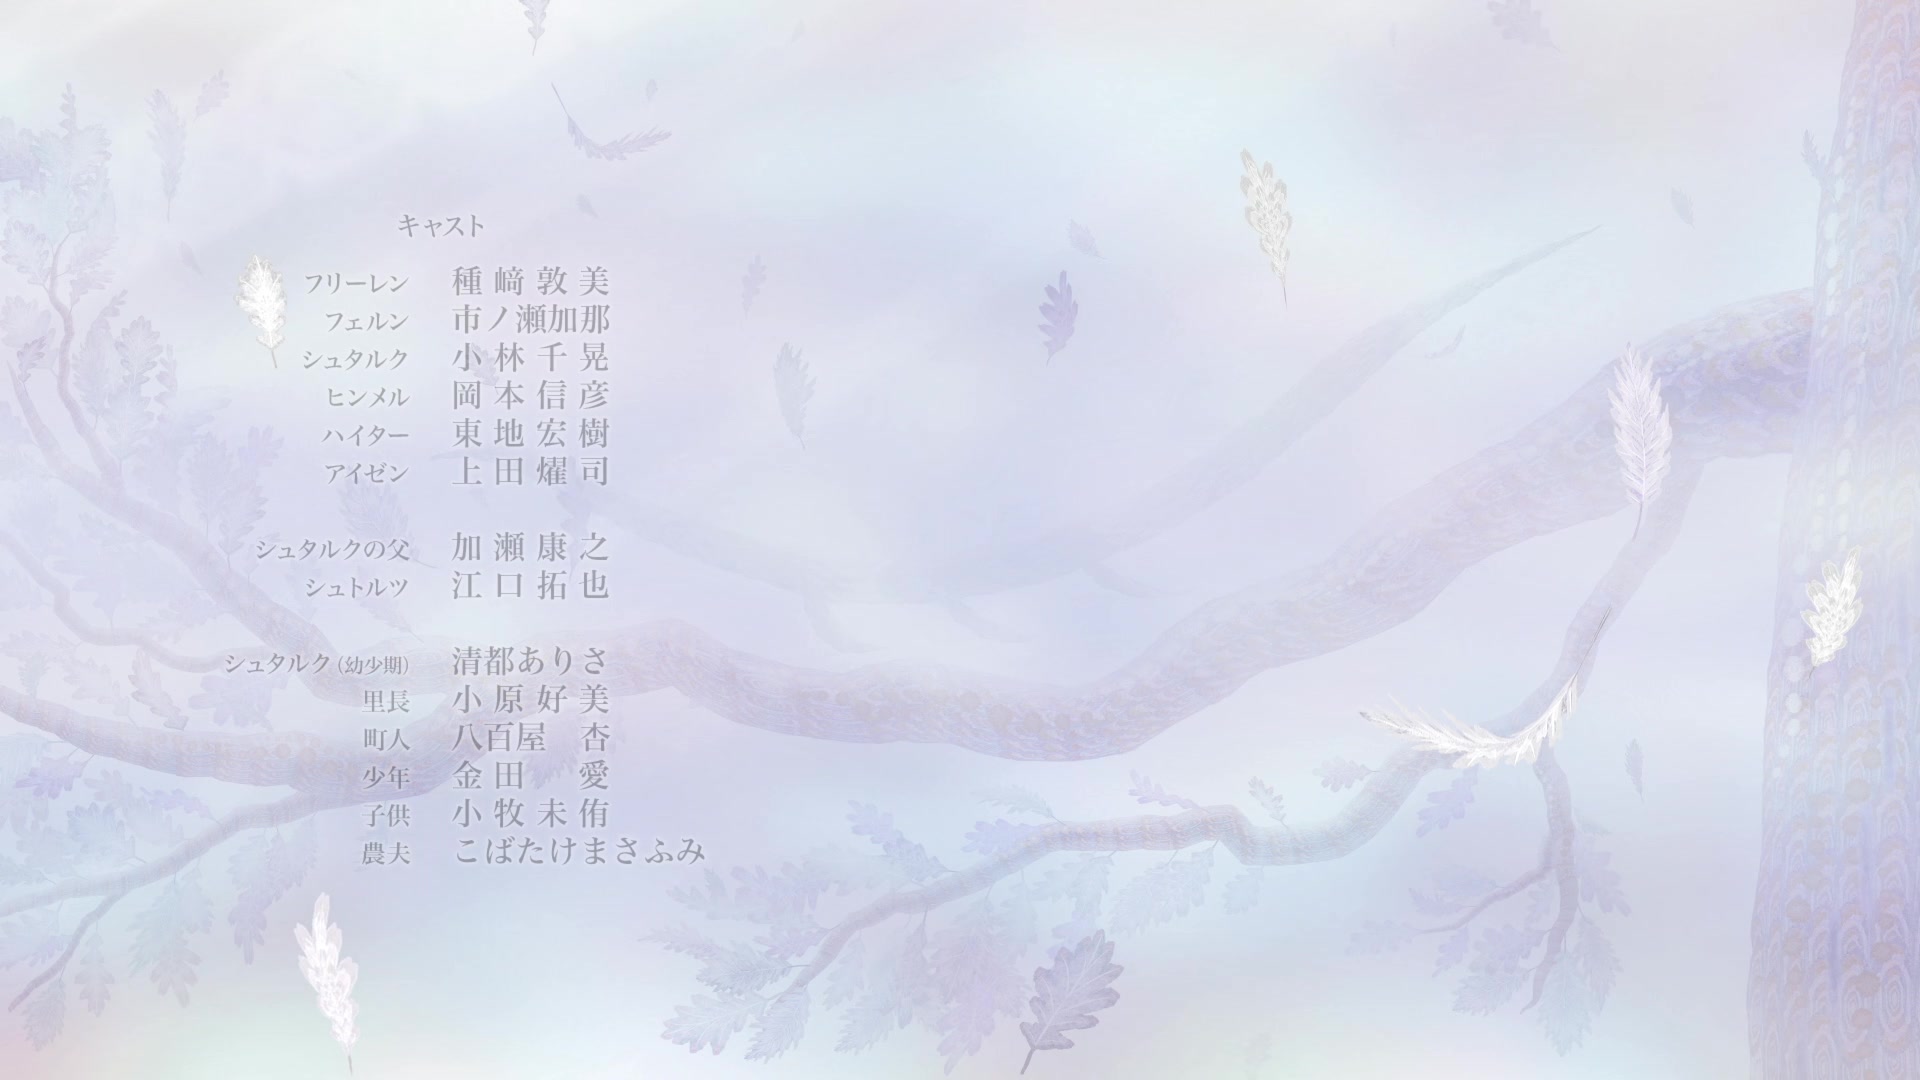 キャスト
フリーレン 種﨑敦美
フェルン 市ノ瀬加那
シュタルク 小林千晃
ヒンメル 岡本信彦
ハイター 東地宏樹
アイゼン 上田燿司
シュタルクの父 加瀬康之
シュトルツ 江口拓也
シュタルク(幼少期) 清都ありさ
里長 小原好美
町人 八百屋 杏
少年 金田 愛
子供 小牧未侑
農夫 こばたけまさふみ